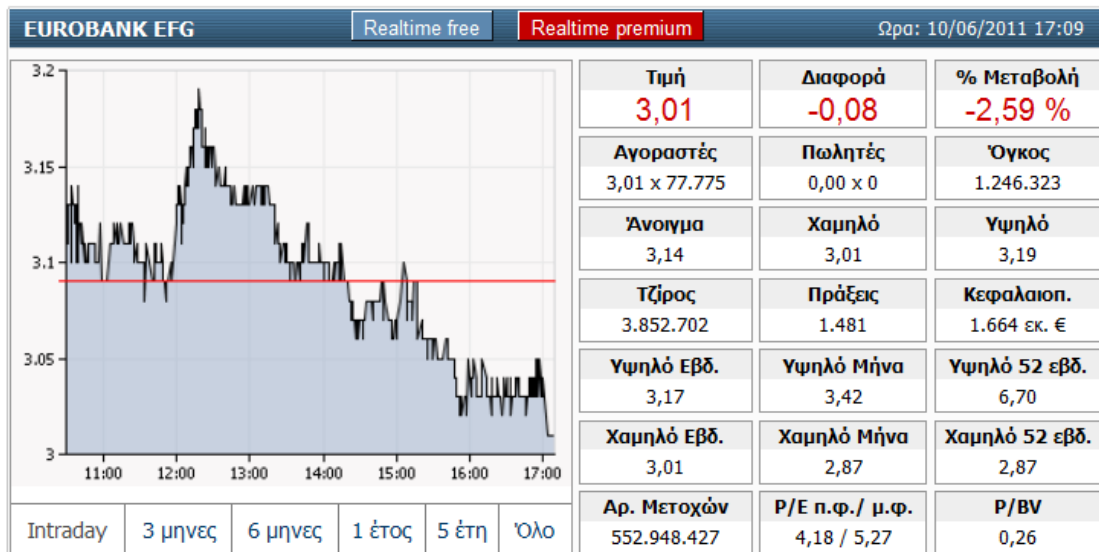 EUROBANK EFG
Realtime free
Realtime premium
Ωρα: 10/06/2011 17:09
3.2
3.15
3.1
3.05
3
11:00 12:00 13:00 14:00 15:00 16:00 17:00
Intraday 3 μηνες 6 μηνες 1 έτος 5 έτη Όλο
Τιμή Διαφορά % Μεταβολή
3,01 -0,08 -2,59 %
Αγοραστές Πωλητές Όγκος
3,01 x 77.775 0,00 x 0 1.246.323
Άνοιγμα Χαμηλό Υψηλό
3,14 3,01 3,19
Τζίρος Πράξεις Κεφαλαιοπ.
3.852.702 1.481 1.664 εκ. €
Υψηλό Εβδ. Υψηλό Μήνα Υψηλό 52 εβδ.
3,17 3,42 6,70
Χαμηλό Εβδ. Χαμηλό Μήνα Χαμηλό 52 εβδ.
3,01 2,87 2,87
Αρ. Μετοχών P/E π.φ./ μ.φ. P/BV
552.948.427 4,18 / 5,27 0,26